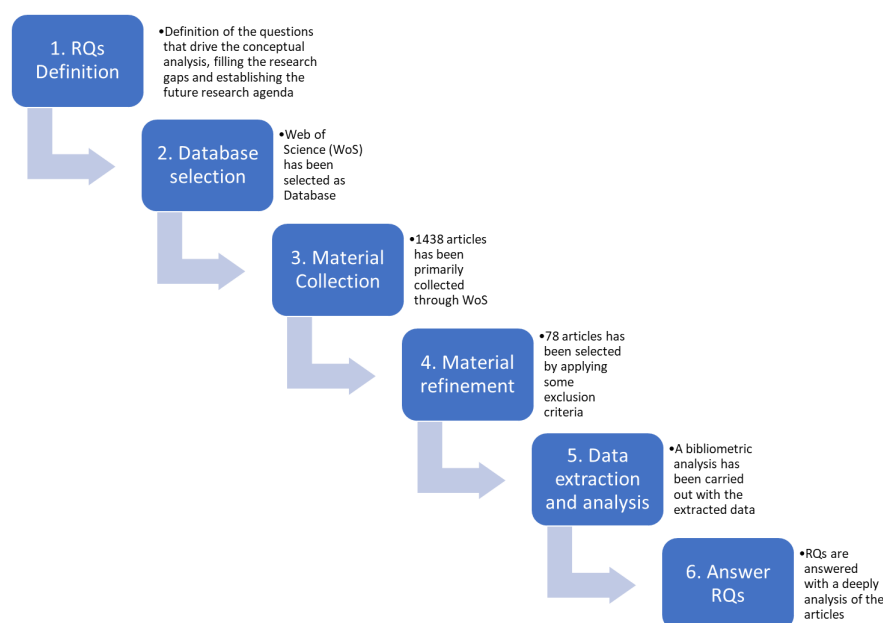 1. RQs
Definition
•Definition of the questions
that drive the conceptual
analysis, filling the research
gaps and establishing the
future research agenda
2. Database
selection
•Web of
Science (WoS)
has been
selected as
Database
3. Material
Collection
•1438 articles
has been
primarily
collected
through WoS
4. Material
refinement
•78 articles has
been selected
by applying
some
exclusion
criteria
5. Data
extraction
and analysis
•A bibliometric
analysis has
been carried
out with the
extracted data
6. Answer
RQs
•RQs are
answered
with a deeply
analysis of the
articles